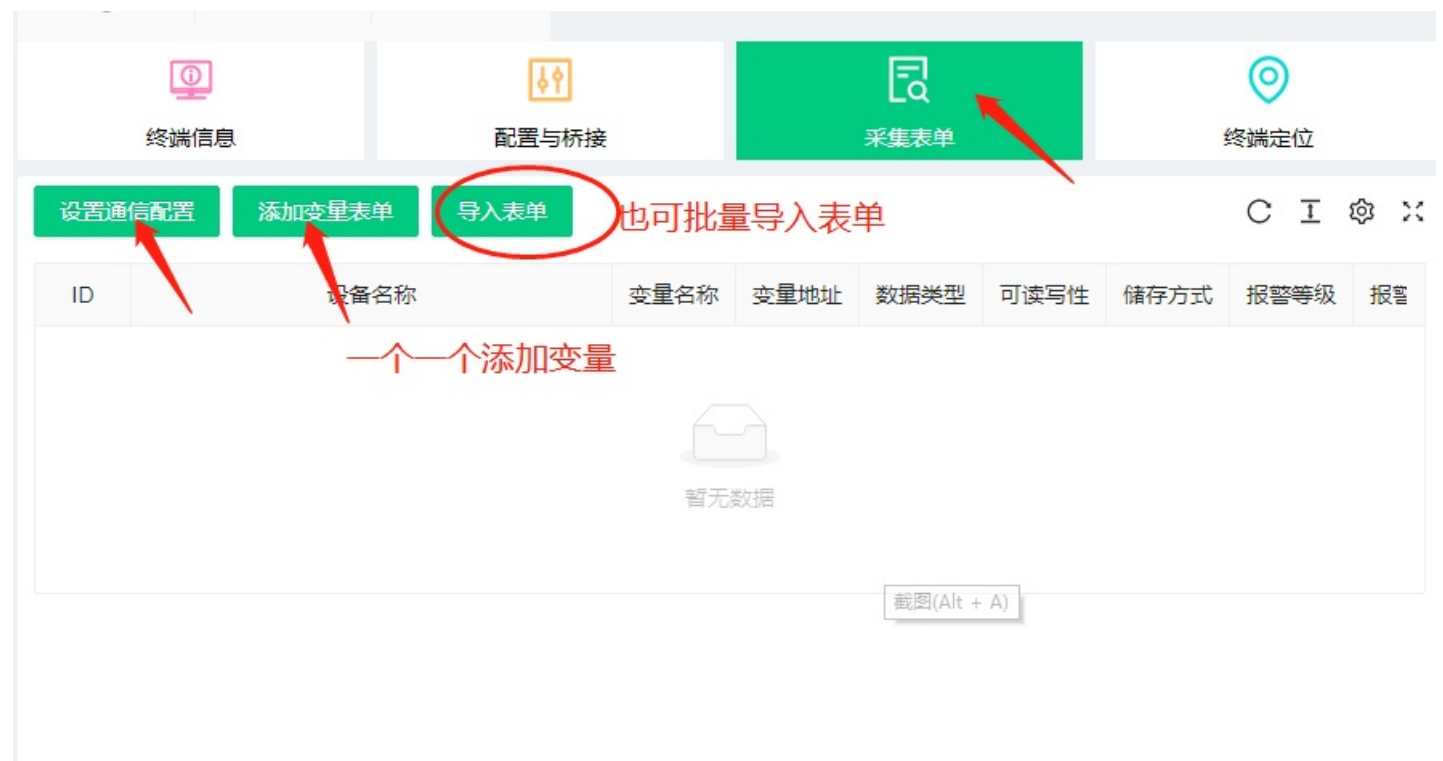 终端信息
配置与桥接
采集表单
终端定位
设置通信配置
添加变量表单
导入表单
也可批量导入表单
ID
设备名称
变量名称
变量地址
数据类型
可读写性
储存方式
报警等级
报警
一个一个添加变量
暂无数据
截图(Alt + A)